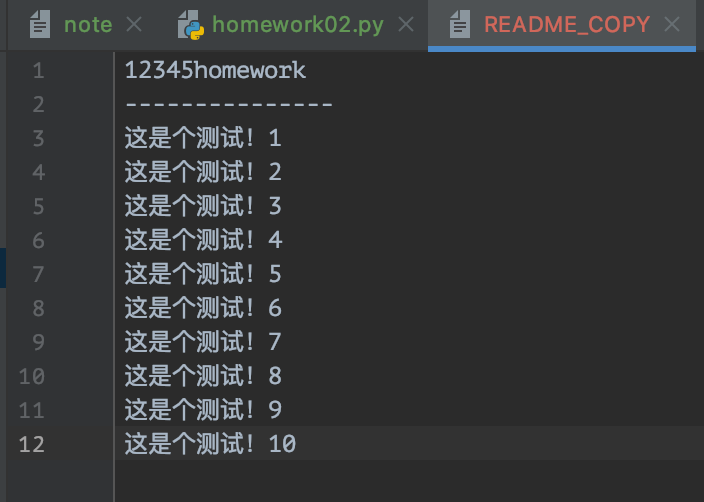 note
homework02.py
README_COPY
1 12345homework
2 ---------------
3 这是个测试！1
4 这是个测试！2
5 这是个测试！3
6 这是个测试！4
7 这是个测试！5
8 这是个测试！6
9 这是个测试！7
10 这是个测试！8
11 这是个测试！9
12 这是个测试！10